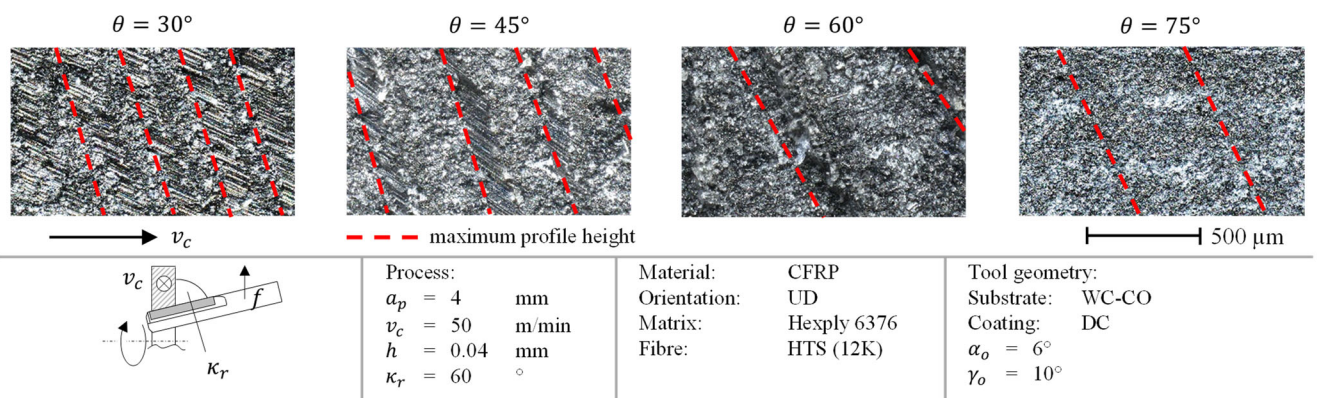 θ = 30° θ = 45° θ = 60° θ = 75°
v_c
maximum profile height
500 μm
v_c
f
κ_r
Process:
a_p = 4 mm
v_c = 50 m/min
h = 0.04 mm
κ_r = 60 °
Material: CFRP
Orientation: UD
Matrix: Hexply 6376
Fibre: HTS (12K)
Tool geometry:
Substrate: WC-CO
Coating: DC
α_o = 6°
γ_o = 10°